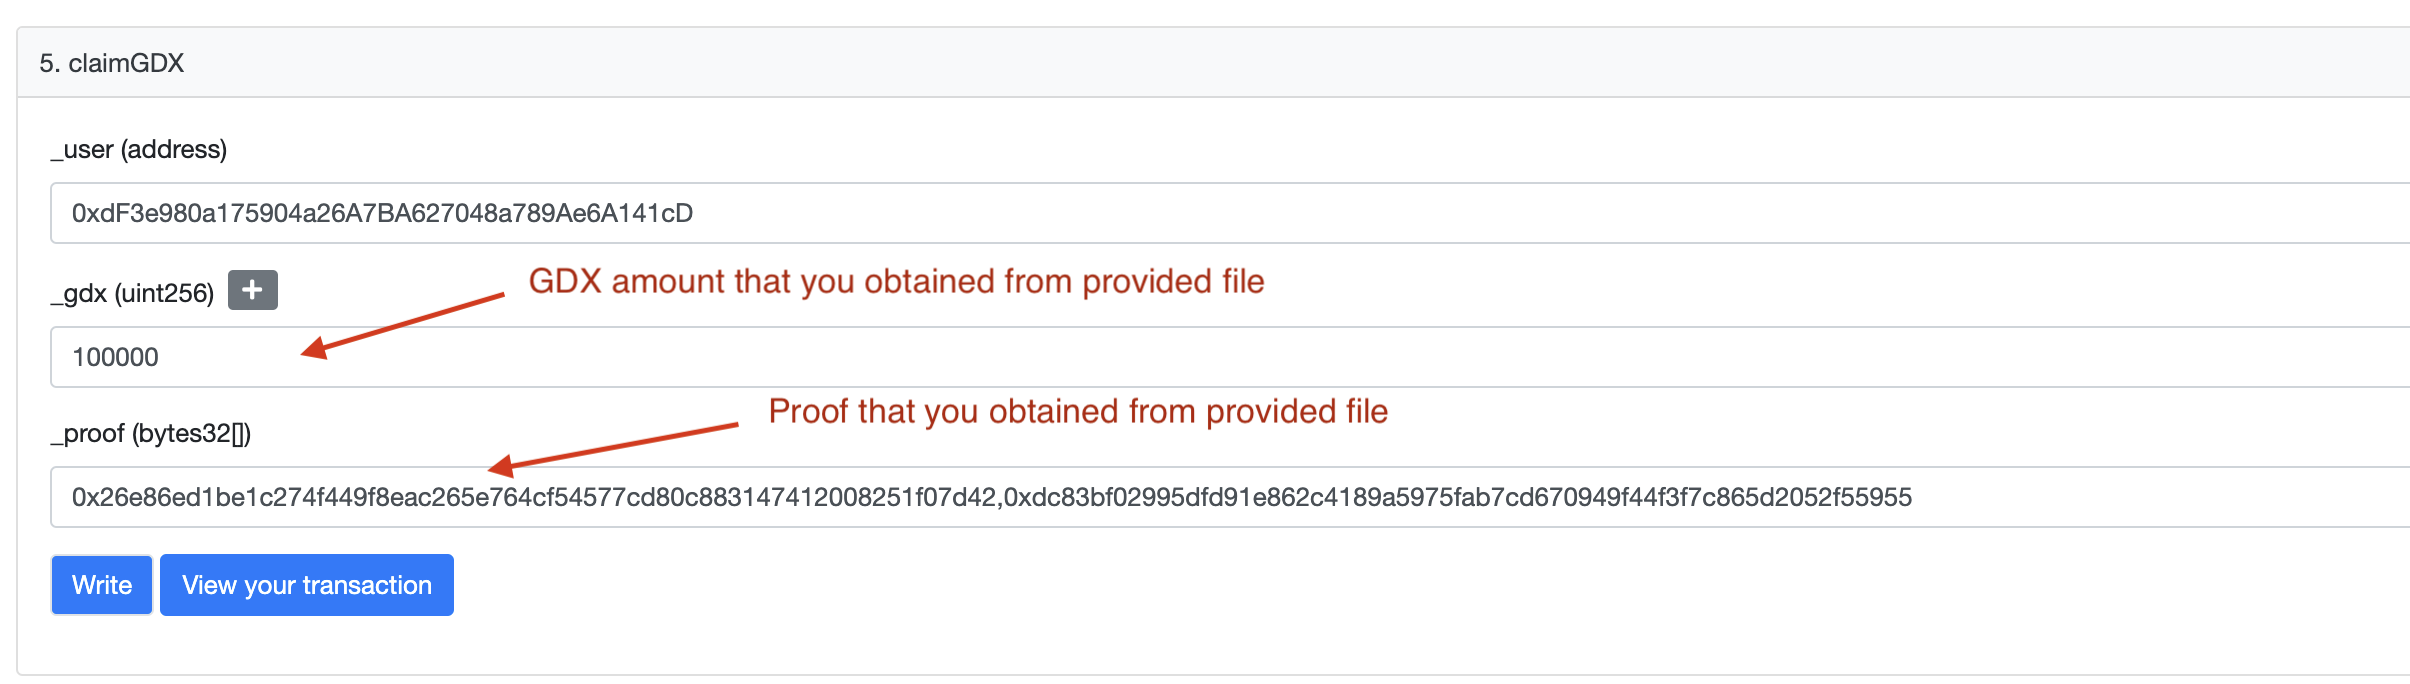 5. claimGDX
_user (address)
0xdF3e980a175904a26A7BA627048a789Ae6A141cD
GDX amount that you obtained from provided file
_gdx (uint256) +
100000
Proof that you obtained from provided file
_proof (bytes32[])
0x26e86ed1be1c274f449f8eac265e764cf54577cd80c883147412008251f07d42,0xdc83bf02995dfd91e862c4189a5975fab7cd670949f44f3f7c865d2052f55955
Write View your transaction